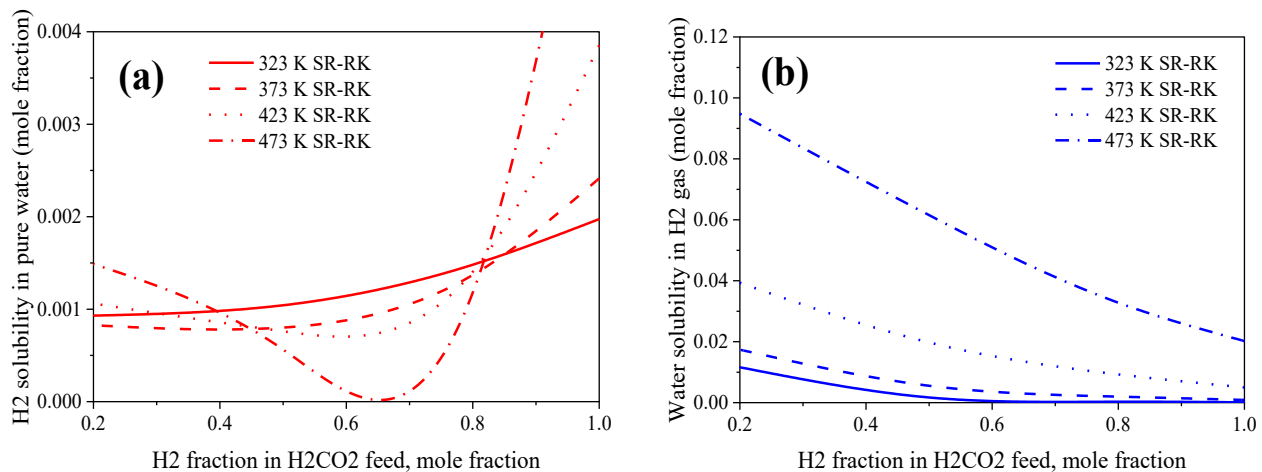 (a)
H2 solubility in pure water (mole fraction)
0.004
0.003
0.002
0.001
0.000
323 K SR-RK
373 K SR-RK
423 K SR-RK
473 K SR-RK
0.2 0.4 0.6 0.8 1.0
H2 fraction in H2CO2 feed, mole fraction
(b)
Water solubility in H2 gas (mole fraction)
0.12
0.10
0.08
0.06
0.04
0.02
0.00
323 K SR-RK
373 K SR-RK
423 K SR-RK
473 K SR-RK
0.2 0.4 0.6 0.8 1.0
H2 fraction in H2CO2 feed, mole fraction